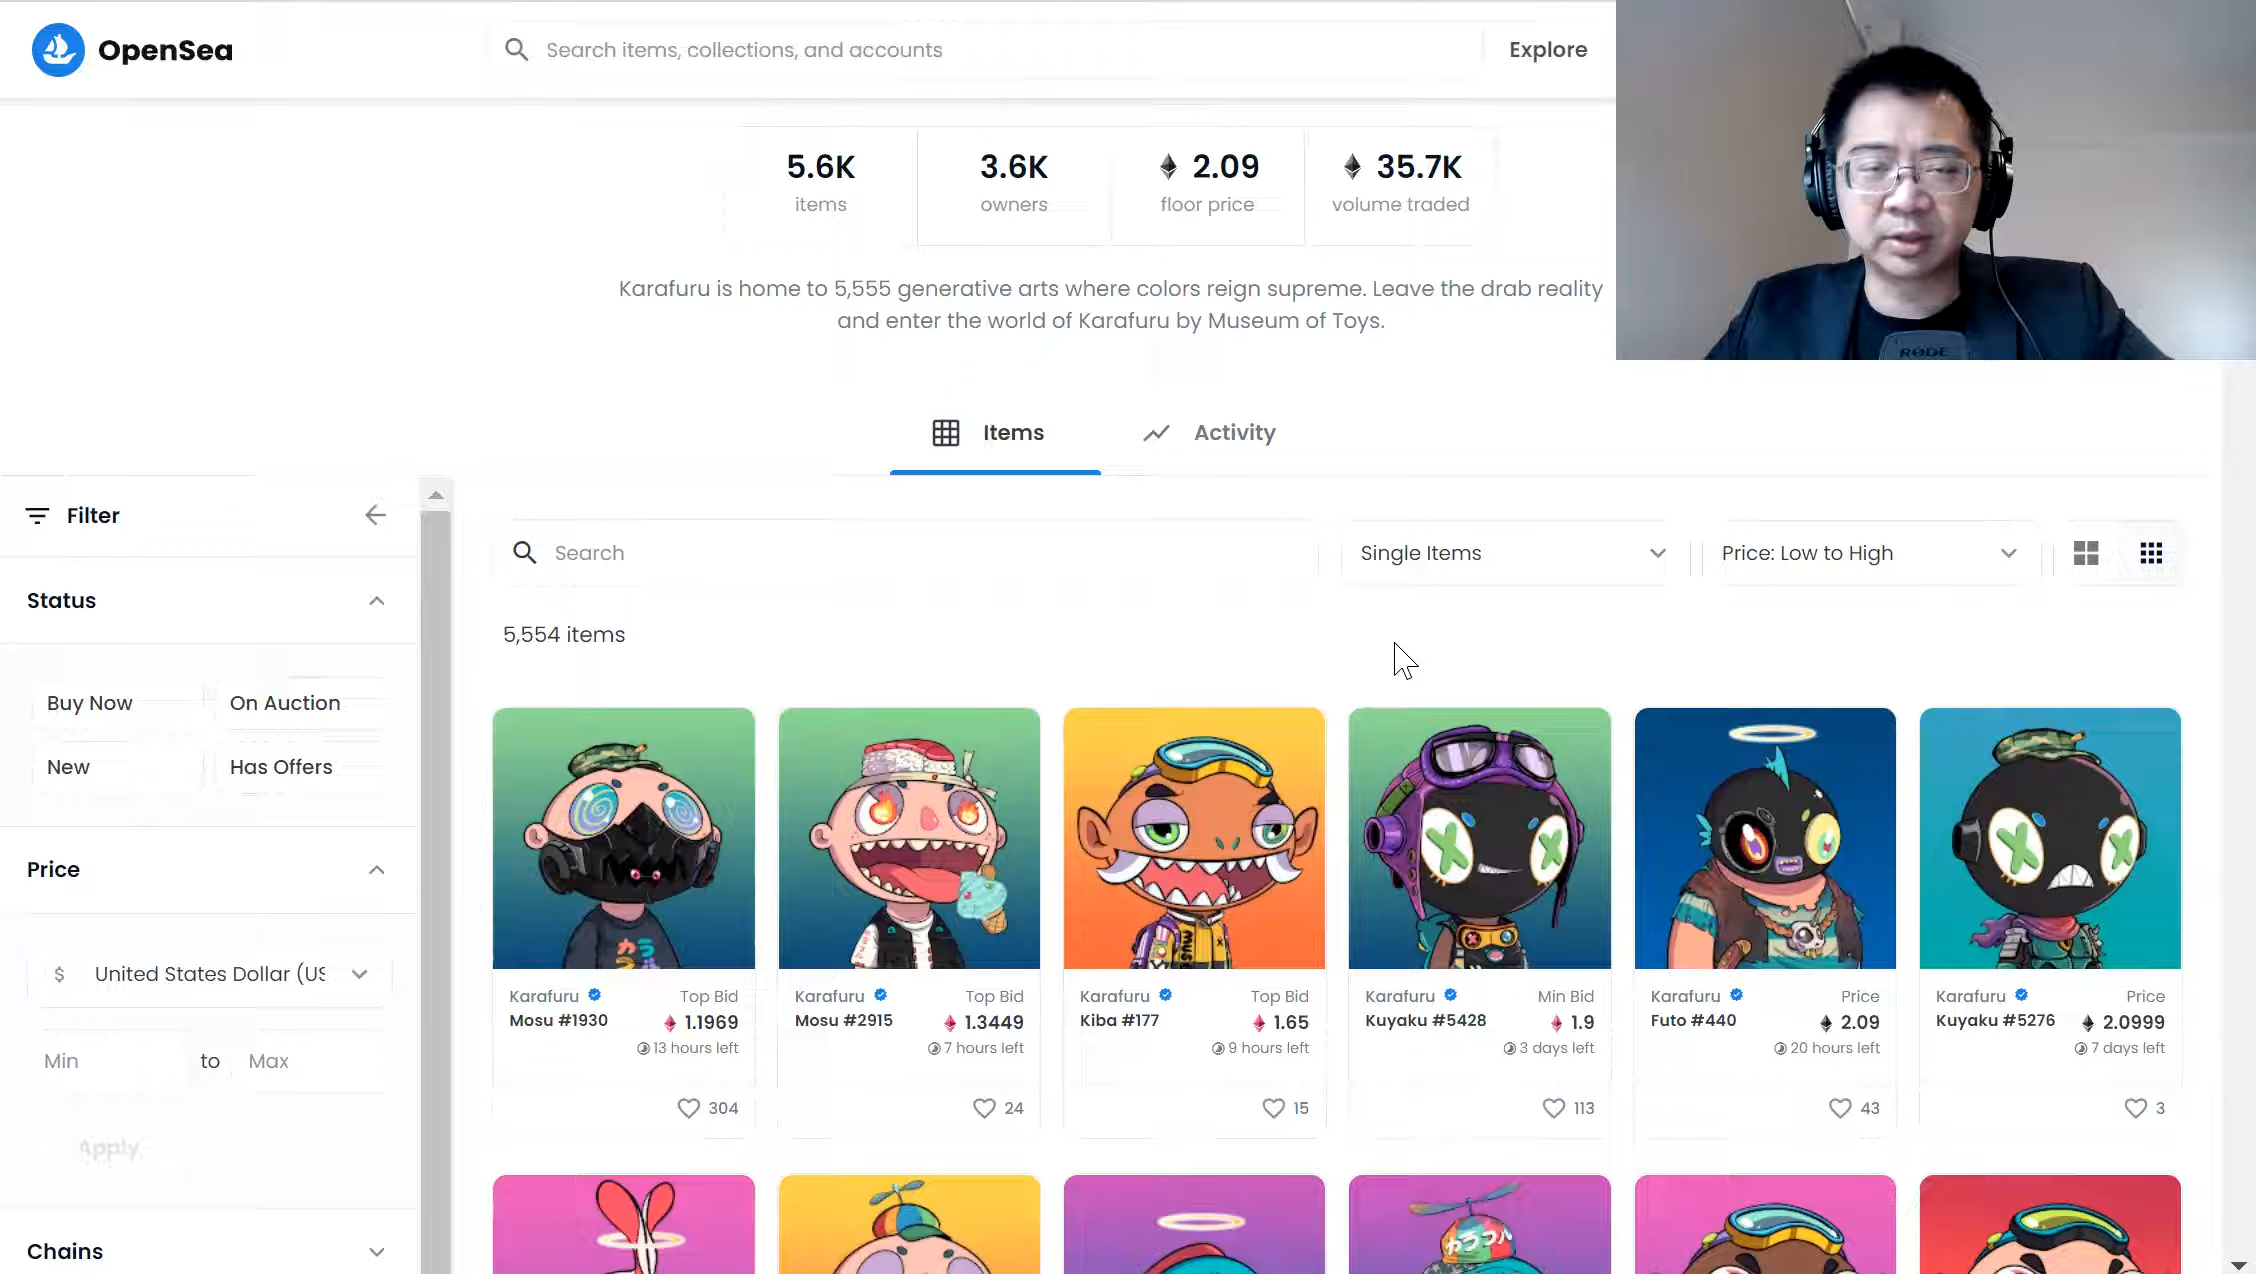 OpenSea
Search items, collections, and accounts
Explore
5.6K
items
3.6K
owners
2.09
floor price
35.7K
volume traded
Karafuru is home to 5,555 generative arts where colors reign supreme. Leave the drab reality
and enter the world of Karafuru by Museum of Toys.
RØDE
Items
Activity
Filter
Search
Single Items
Price: Low to High
Status
5,554 items
Buy Now
On Auction
New
Has Offers
Price
$ United States Dollar (US
Min to Max
Apply
Chains
Karafuru
Top Bid
Mosu #1930
1.1969
13 hours left
304
Karafuru
Top Bid
Mosu #2915
1.3449
7 hours left
24
Karafuru
Top Bid
Kiba #177
1.65
9 hours left
15
Karafuru
Min Bid
Kuyaku #5428
1.9
3 days left
113
Karafuru
Price
Futo #440
2.09
20 hours left
43
Karafuru
Price
Kuyaku #5276
2.0999
7 days left
3
カラフル